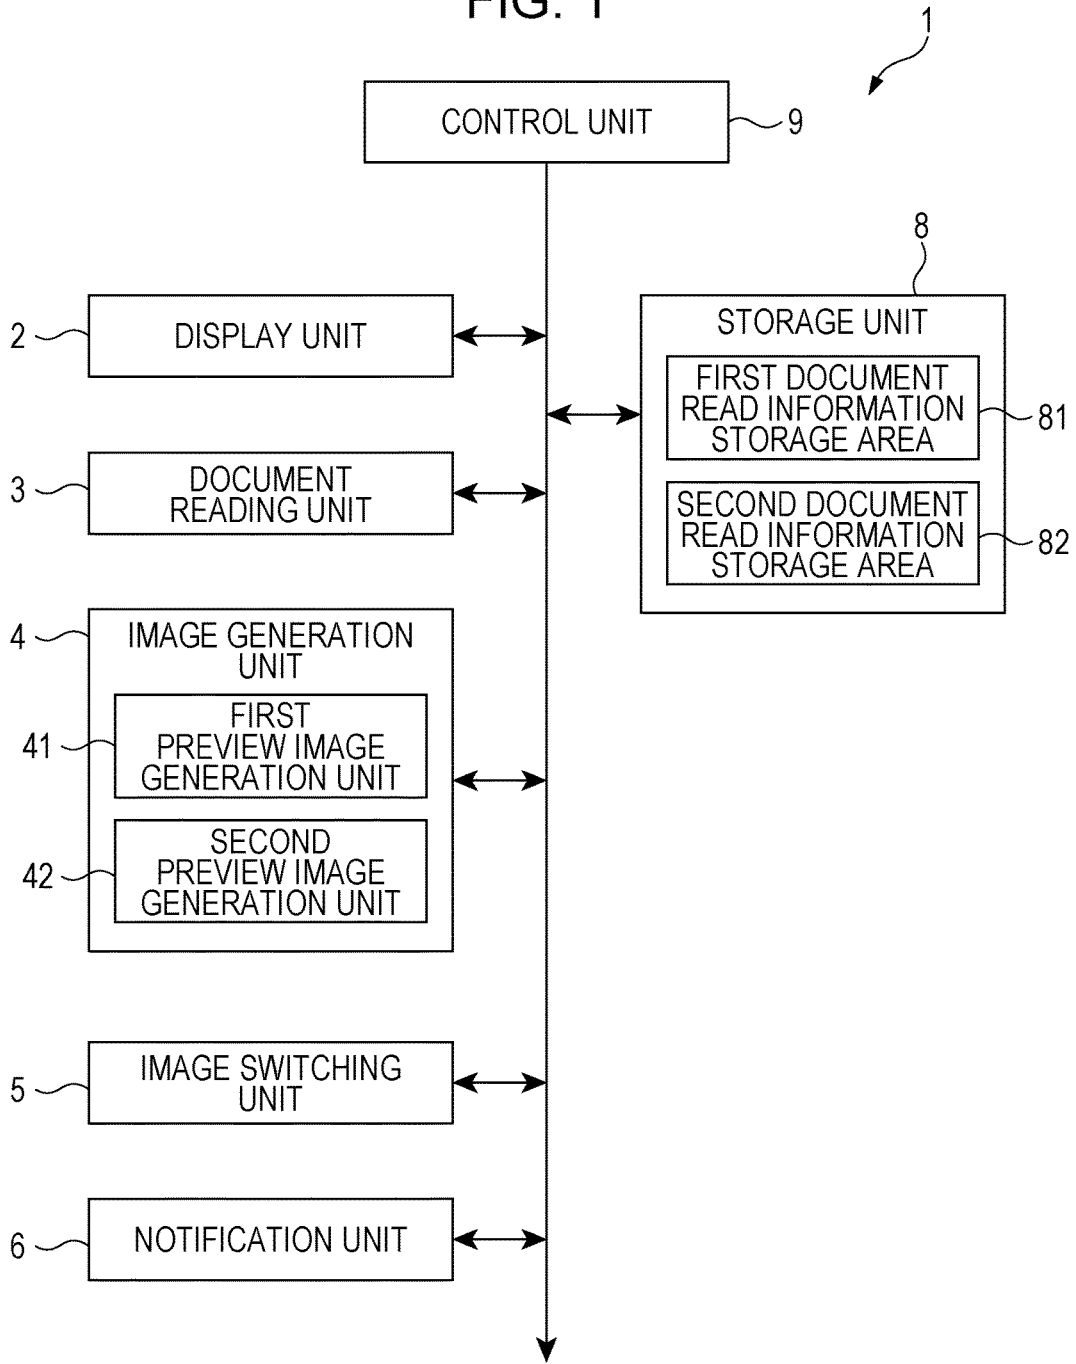 FIG. 1
1
CONTROL UNIT
9
8
2
DISPLAY UNIT
STORAGE UNIT
FIRST DOCUMENT
READ INFORMATION
STORAGE AREA
81
3
DOCUMENT
READING UNIT
SECOND DOCUMENT
READ INFORMATION
STORAGE AREA
82
4
IMAGE GENERATION
UNIT
41
FIRST
PREVIEW IMAGE
GENERATION UNIT
42
SECOND
PREVIEW IMAGE
GENERATION UNIT
5
IMAGE SWITCHING
UNIT
6
NOTIFICATION UNIT